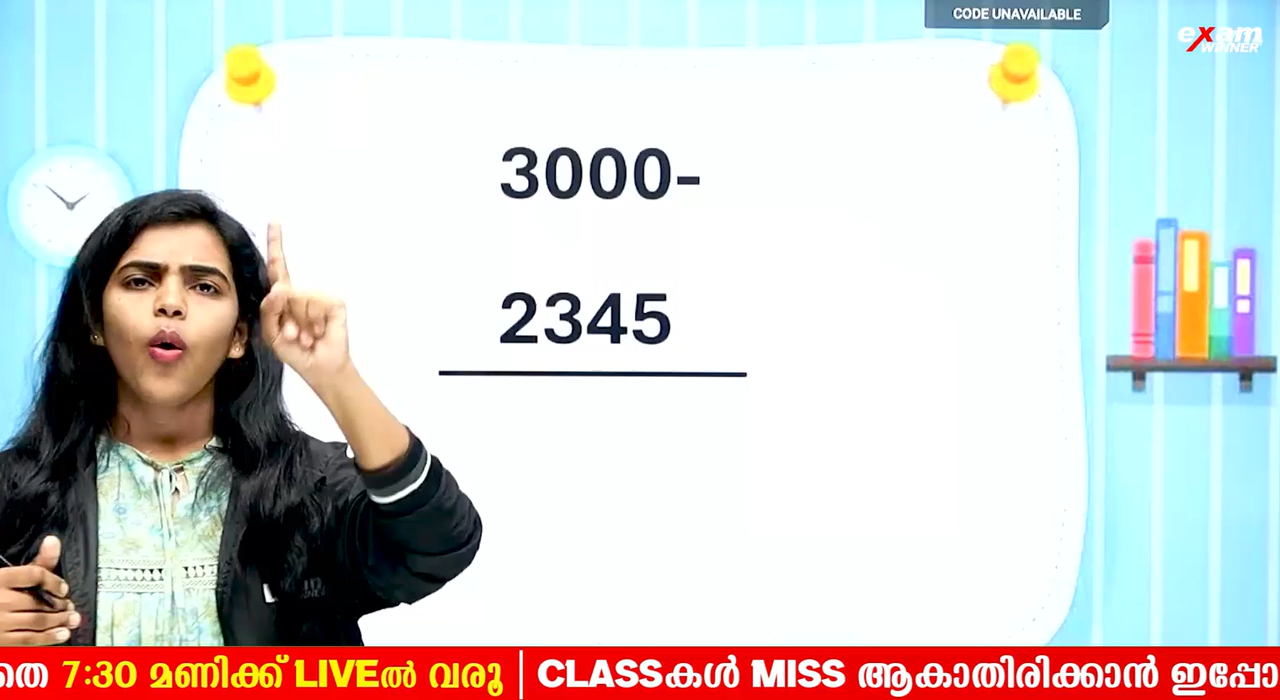 CODE UNAVAILABLE
exam
WINNER
3000-
2345
തെ 7:30 മണിക്ക് LIVEൽ വരൂ | CLASSകൾ MISS ആകാതിരിക്കാൻ ഇപ്പോ